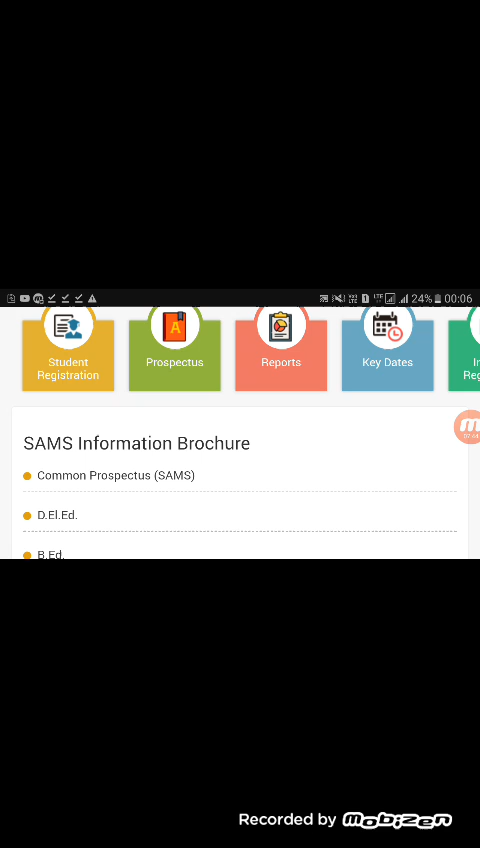 24% 00:06
Student
Registration
Prospectus
Reports
Key Dates
SAMS Information Brochure
Common Prospectus (SAMS)
D.El.Ed.
B.Ed.
Recorded by Mobizen